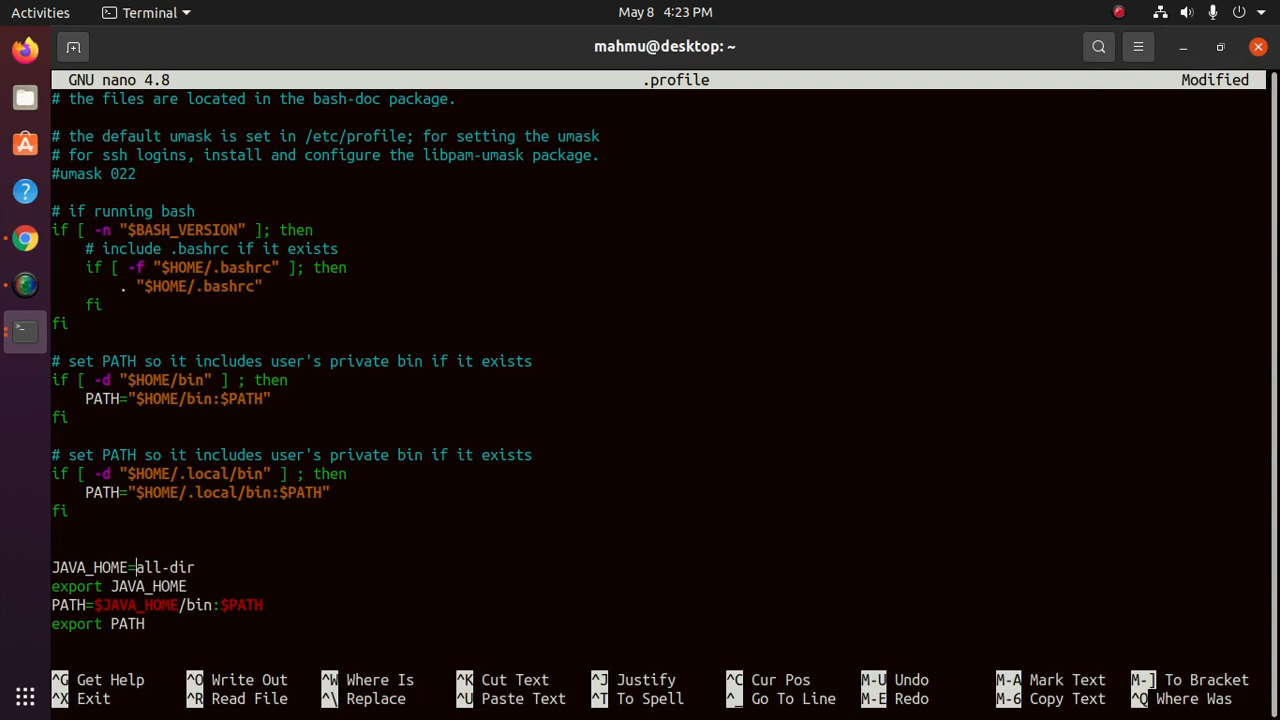 Activities Terminal May 8 4:23 PM
mahmu@desktop: ~
GNU nano 4.8 .profile Modified
# the files are located in the bash-doc package.
# the default umask is set in /etc/profile; for setting the umask
# for ssh logins, install and configure the libpam-umask package.
#umask 022
# if running bash
if [ -n "$BASH_VERSION" ]; then
# include .bashrc if it exists
if [ -f "$HOME/.bashrc" ]; then
. "$HOME/.bashrc"
fi
fi
# set PATH so it includes user's private bin if it exists
if [ -d "$HOME/bin" ] ; then
PATH="$HOME/bin:$PATH"
fi
# set PATH so it includes user's private bin if it exists
if [ -d "$HOME/.local/bin" ] ; then
PATH="$HOME/.local/bin:$PATH"
fi
JAVA_HOME=all-dir
export JAVA_HOME
PATH=$JAVA_HOME/bin:$PATH
export PATH
^G Get Help ^O Write Out ^W Where Is ^K Cut Text ^J Justify ^C Cur Pos M-U Undo M-A Mark Text M-] To Bracket
^X Exit ^R Read File ^\ Replace ^U Paste Text ^T To Spell ^_ Go To Line M-E Redo M-6 Copy Text ^Q Where Was